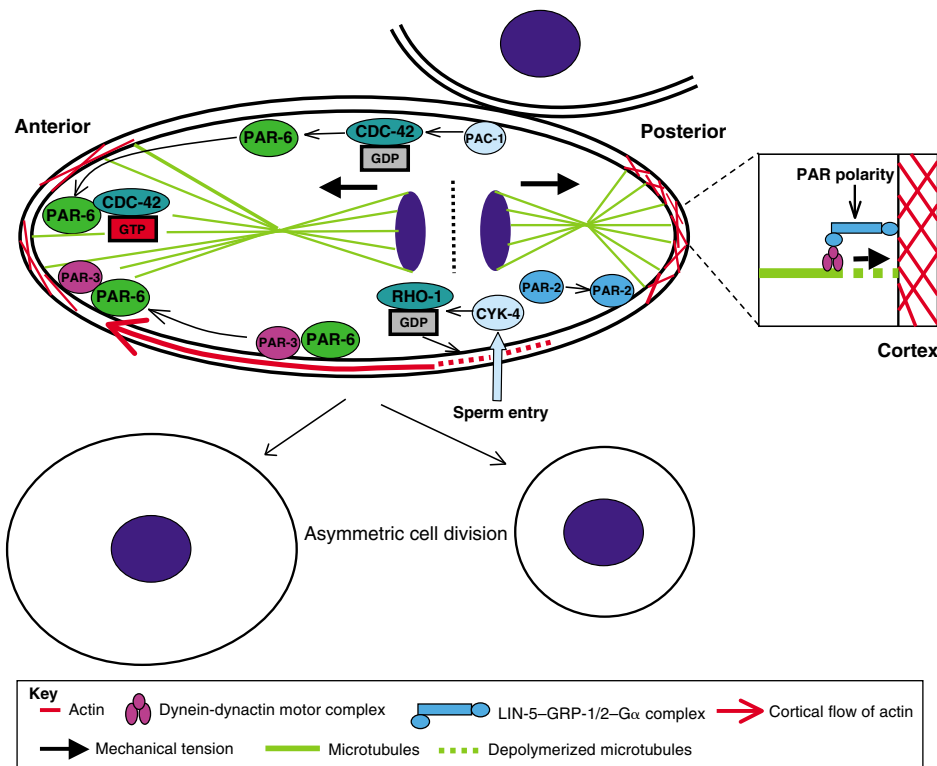 Anterior
PAR-6
CDC-42
GDP
PAC-1
Posterior
PAR-6
CDC-42
GTP
PAR-3
PAR-6
PAR-3
PAR-6
RHO-1
GDP
CYK-4
PAR-2
PAR-2
Sperm entry
PAR polarity
Cortex
Asymmetric cell division
Key
Actin
Dynein-dynactin motor complex
LIN-5–GRP-1/2–Gα complex
Cortical flow of actin
Mechanical tension
Microtubules
Depolymerized microtubules